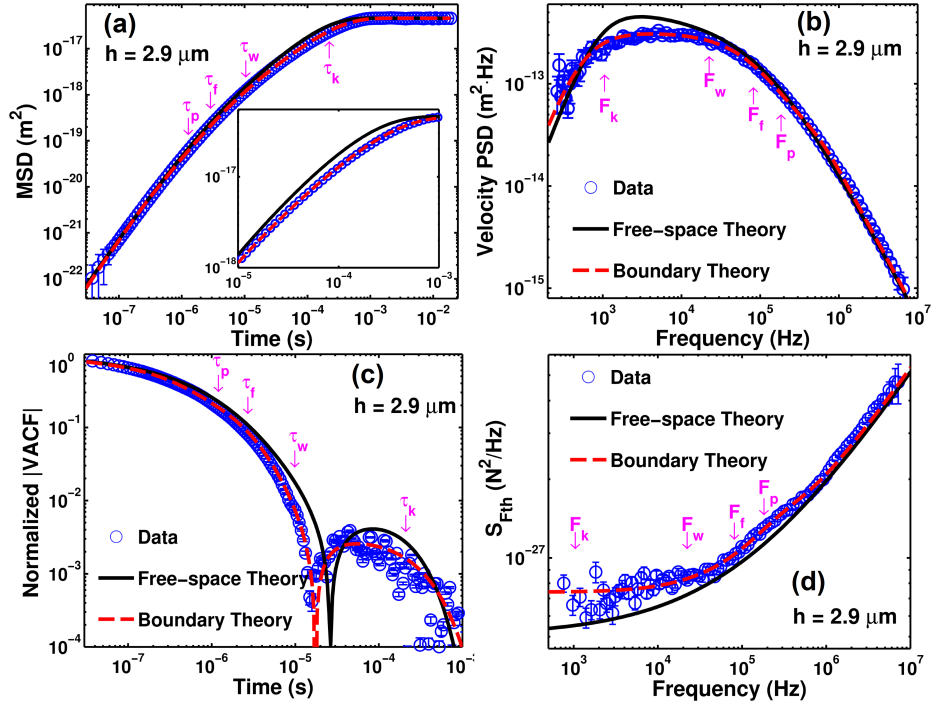 (a)
h = 2.9 μm
τp
τf
τw
τk
MSD (m²)
10⁻¹⁷
10⁻¹⁸
10⁻¹⁹
10⁻²⁰
10⁻²¹
10⁻²²
10⁻¹⁷
10⁻¹⁸
10⁻⁵
10⁻⁴
10⁻³
10⁻⁷
10⁻⁶
10⁻⁵
10⁻⁴
10⁻³
10⁻²
Time (s)
(b)
h = 2.9 μm
Fk
Fw
Ff
Fp
Velocity PSD (m²·Hz)
10⁻¹³
10⁻¹⁴
10⁻¹⁵
Data
Free−space Theory
Boundary Theory
10³
10⁴
10⁵
10⁶
10⁷
Frequency (Hz)
(c)
h = 2.9 μm
τp
τf
τw
τk
Normalized |VACF|
10⁰
10⁻¹
10⁻²
10⁻³
10⁻⁴
Data
Free−space Theory
Boundary Theory
10⁻⁷
10⁻⁶
10⁻⁵
10⁻⁴
Time (s)
Data
Free−space Theory
Boundary Theory
Fk
Fw
Ff
Fp
S_Fth (N²/Hz)
10⁻²⁷
(d)
h = 2.9 μm
10³
10⁴
10⁵
10⁶
10⁷
Frequency (Hz)